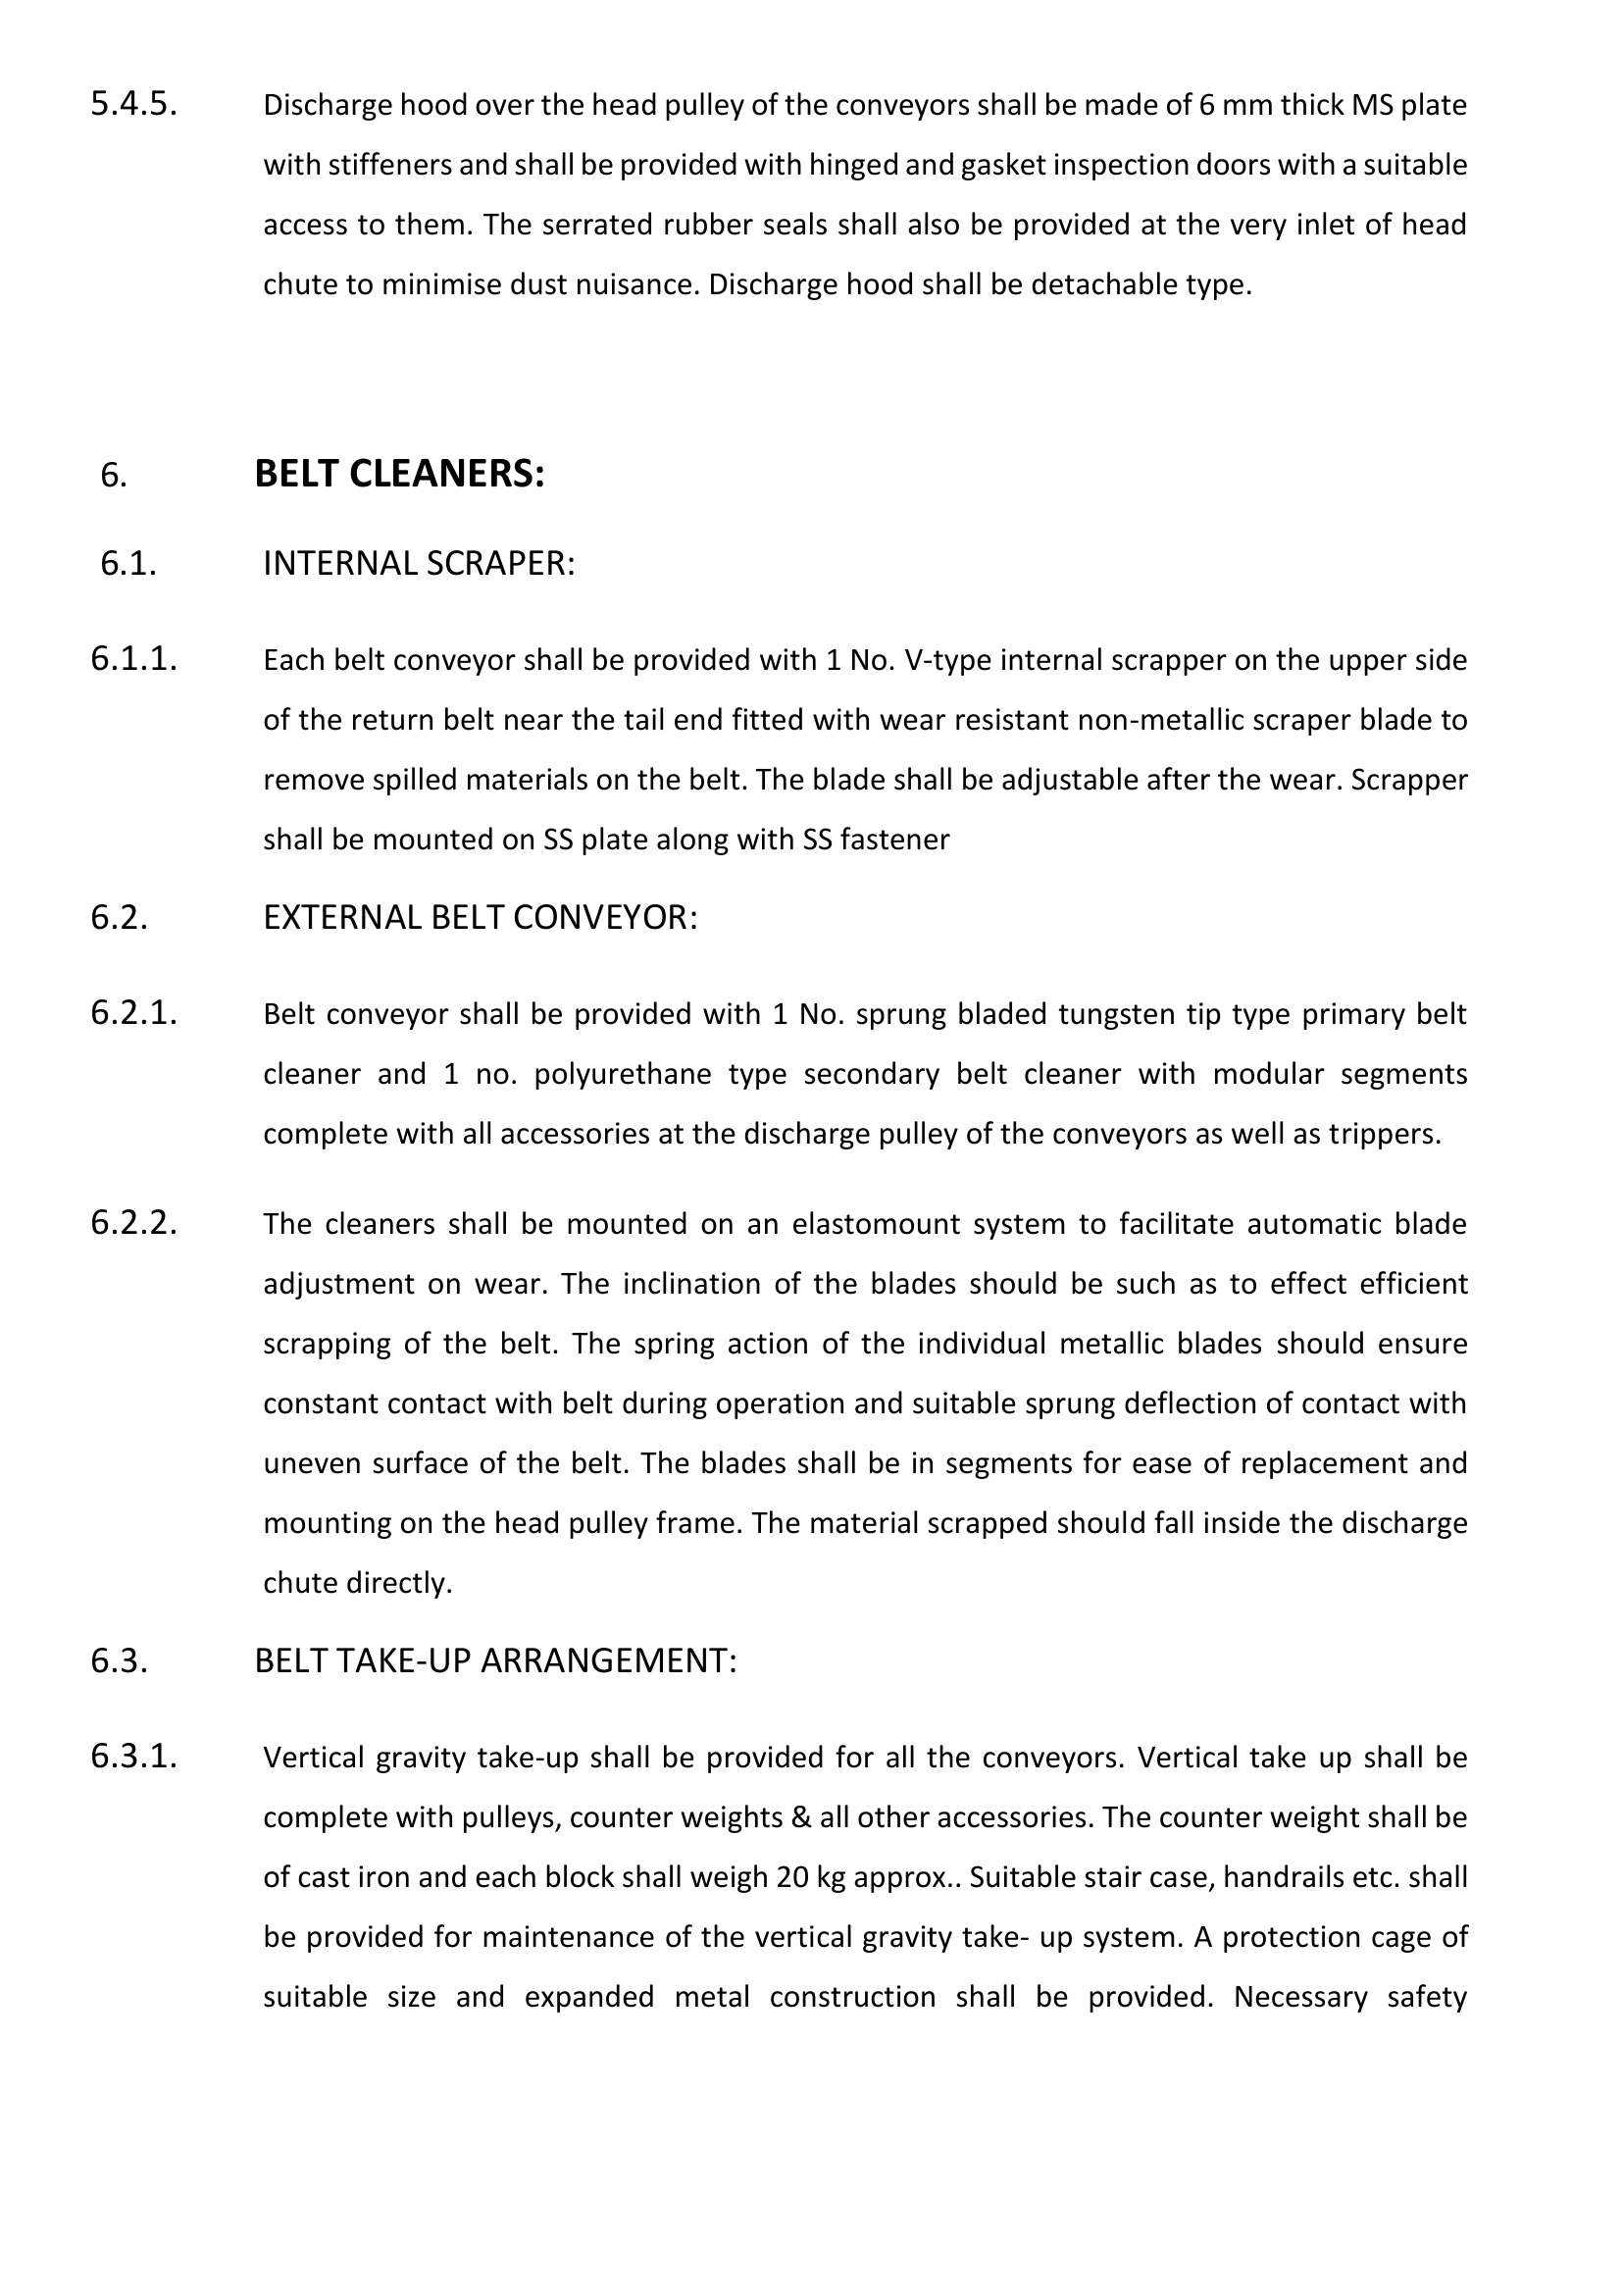 5.4.5. Discharge hood over the head pulley of the conveyors shall be made of 6 mm thick MS plate
with stiffeners and shall be provided with hinged and gasket inspection doors with a suitable
access to them. The serrated rubber seals shall also be provided at the very inlet of head
chute to minimise dust nuisance. Discharge hood shall be detachable type.
6. BELT CLEANERS:
6.1. INTERNAL SCRAPER:
6.1.1. Each belt conveyor shall be provided with 1 No. V-type internal scrapper on the upper side
of the return belt near the tail end fitted with wear resistant non-metallic scraper blade to
remove spilled materials on the belt. The blade shall be adjustable after the wear. Scrapper
shall be mounted on SS plate along with SS fastener
6.2. EXTERNAL BELT CONVEYOR:
6.2.1. Belt conveyor shall be provided with 1 No. sprung bladed tungsten tip type primary belt
cleaner and 1 no. polyurethane type secondary belt cleaner with modular segments
complete with all accessories at the discharge pulley of the conveyors as well as trippers.
6.2.2. The cleaners shall be mounted on an elastomount system to facilitate automatic blade
adjustment on wear. The inclination of the blades should be such as to effect efficient
scrapping of the belt. The spring action of the individual metallic blades should ensure
constant contact with belt during operation and suitable sprung deflection of contact with
uneven surface of the belt. The blades shall be in segments for ease of replacement and
mounting on the head pulley frame. The material scrapped should fall inside the discharge
chute directly.
6.3. BELT TAKE-UP ARRANGEMENT:
6.3.1. Vertical gravity take-up shall be provided for all the conveyors. Vertical take up shall be
complete with pulleys, counter weights & all other accessories. The counter weight shall be
of cast iron and each block shall weigh 20 kg approx.. Suitable stair case, handrails etc. shall
be provided for maintenance of the vertical gravity take- up system. A protection cage of
suitable size and expanded metal construction shall be provided. Necessary safety